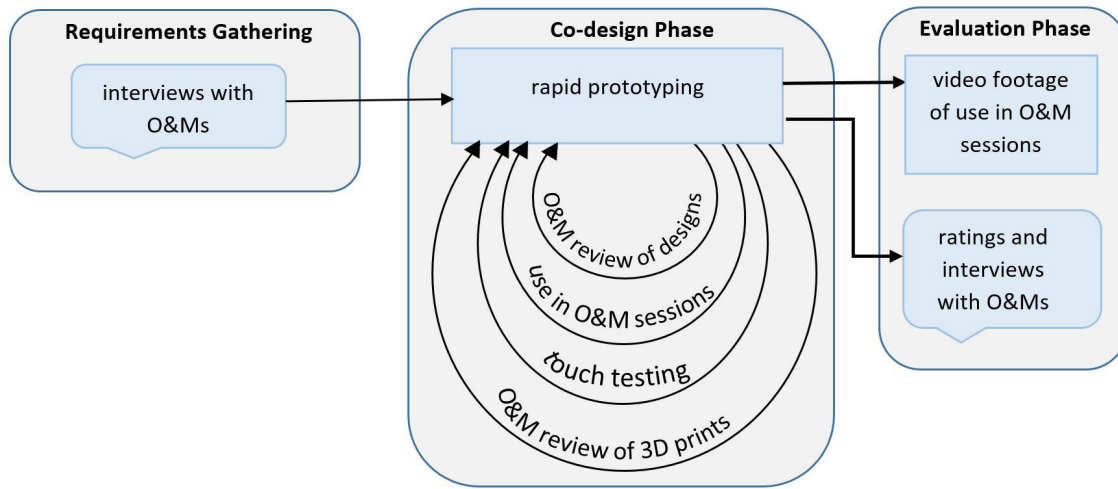 Requirements Gathering
interviews with
O&Ms
Co-design Phase
rapid prototyping
O&M review of designs
use in O&M sessions
touch testing
O&M review of 3D prints
Evaluation Phase
video footage
of use in O&M
sessions
ratings and
interviews
with O&Ms